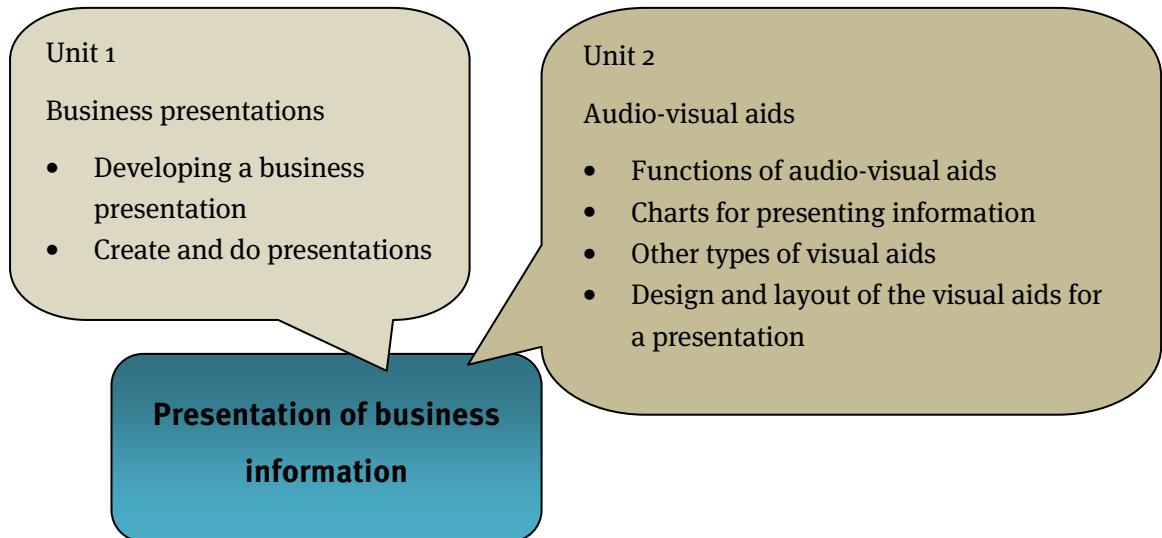 Unit 1
Business presentations
• Developing a business
presentation
• Create and do presentations
Unit 2
Audio-visual aids
• Functions of audio-visual aids
• Charts for presenting information
• Other types of visual aids
• Design and layout of the visual aids for
a presentation
Presentation of business
information